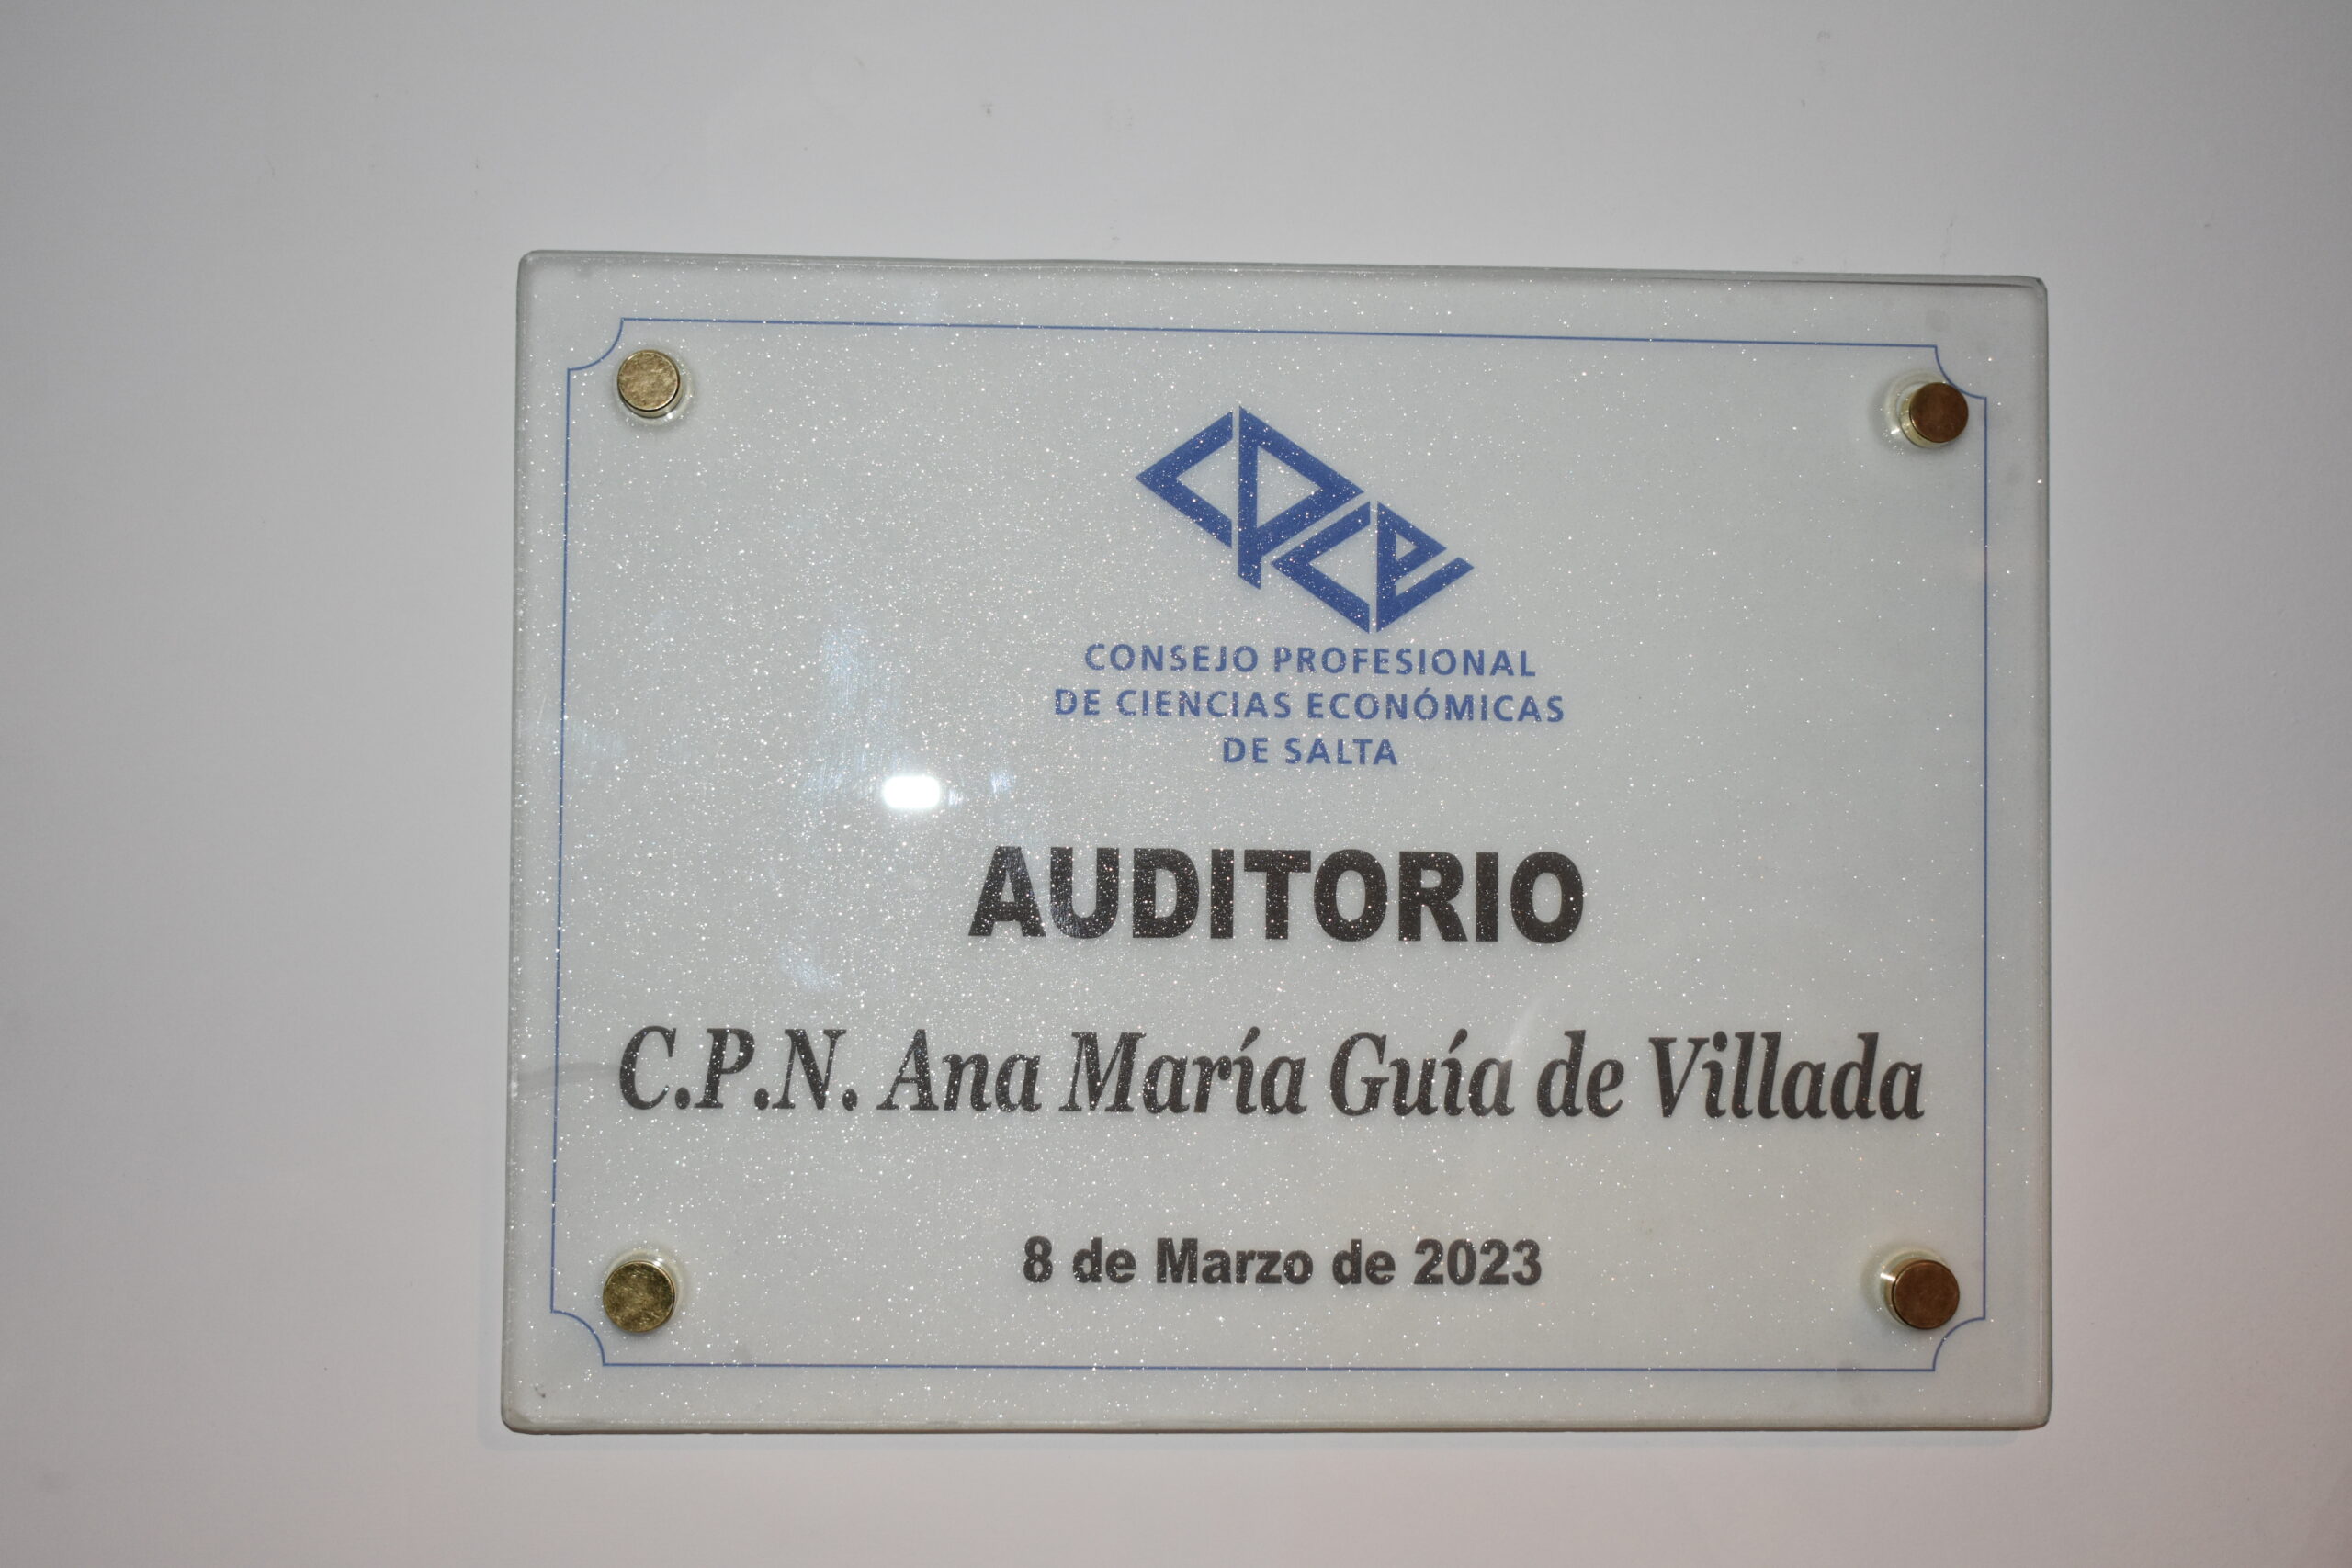 cpce
CONSEJO PROFESIONAL
DE CIENCIAS ECONÓMICAS
DE SALTA
AUDITORIO
C.P.N. Ana María Guía de Villada
8 de Marzo de 2023